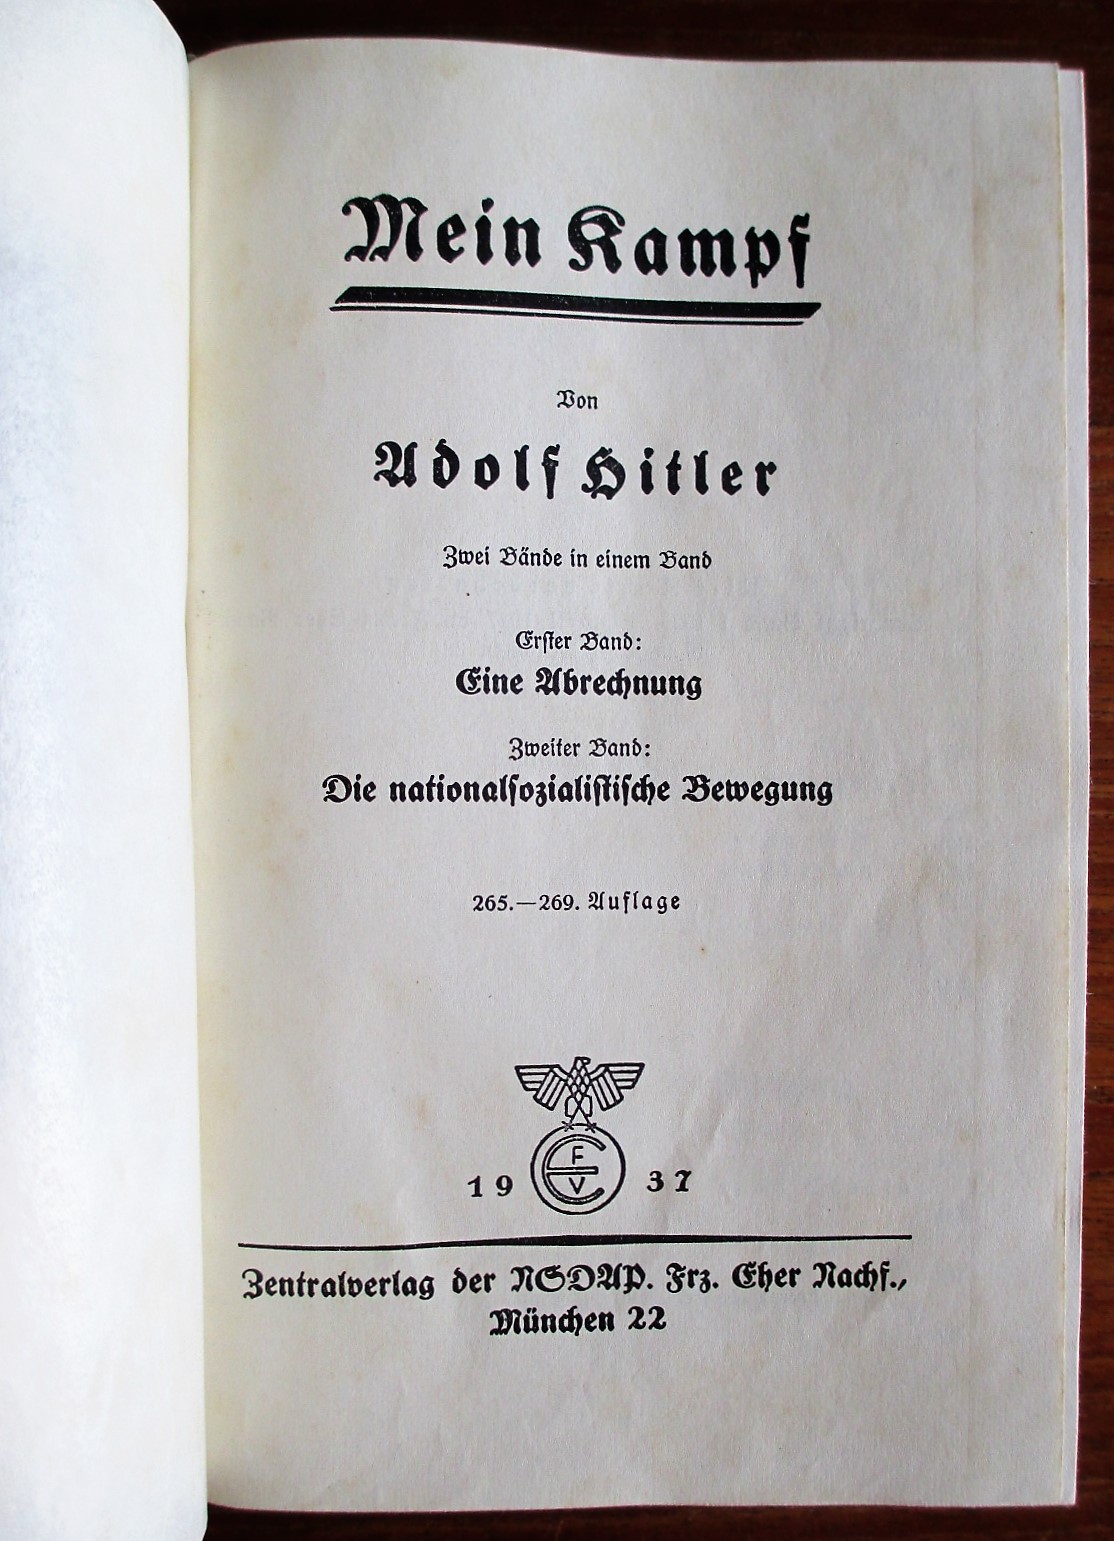 Mein Kampf
Von
Adolf Hitler
Zwei Bände in einem Band
Erſter Band:
Eine Abrechnung
Zweiter Band:
Die nationalſozialiſtiſche Bewegung
265.—269. Auflage
F
E
V
19 37
Zentralverlag der NSDAP. Frz. Eher Nachf.,
München 22